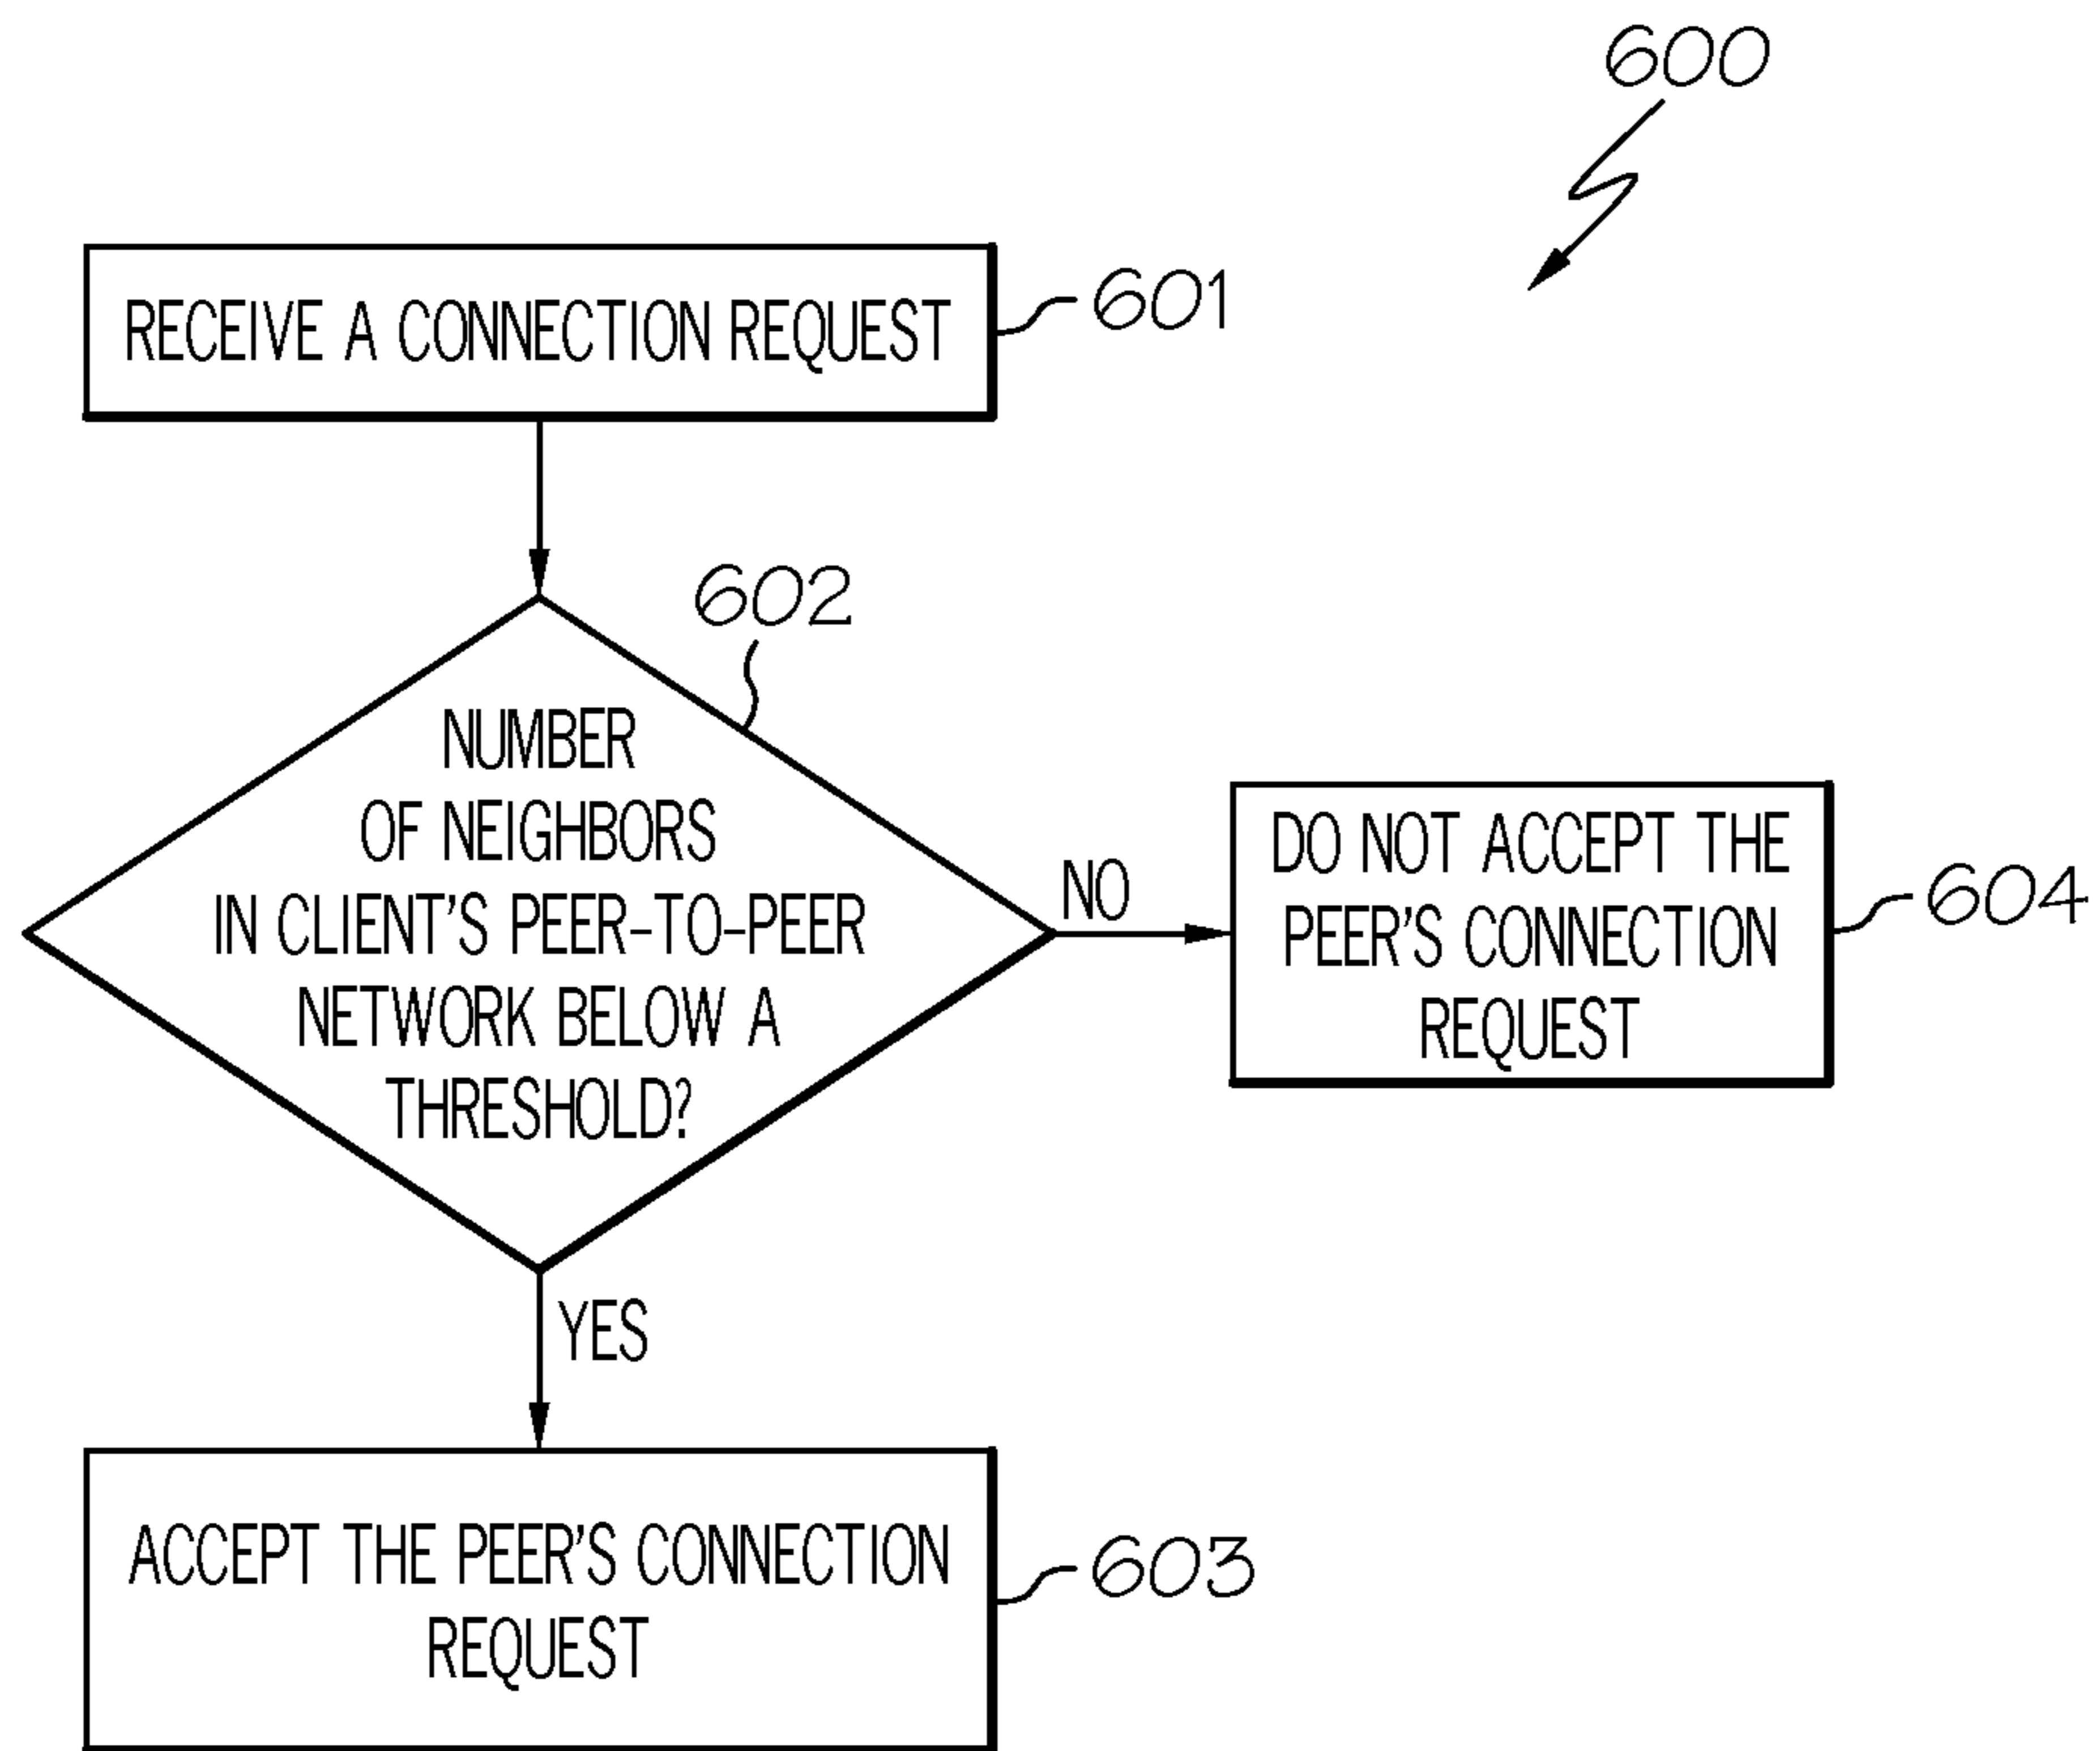 600
RECEIVE A CONNECTION REQUEST
601
602
NUMBER
OF NEIGHBORS
IN CLIENT'S PEER-TO-PEER
NETWORK BELOW A
THRESHOLD?
NO
DO NOT ACCEPT THE
PEER'S CONNECTION
REQUEST
604
YES
ACCEPT THE PEER'S CONNECTION
REQUEST
603